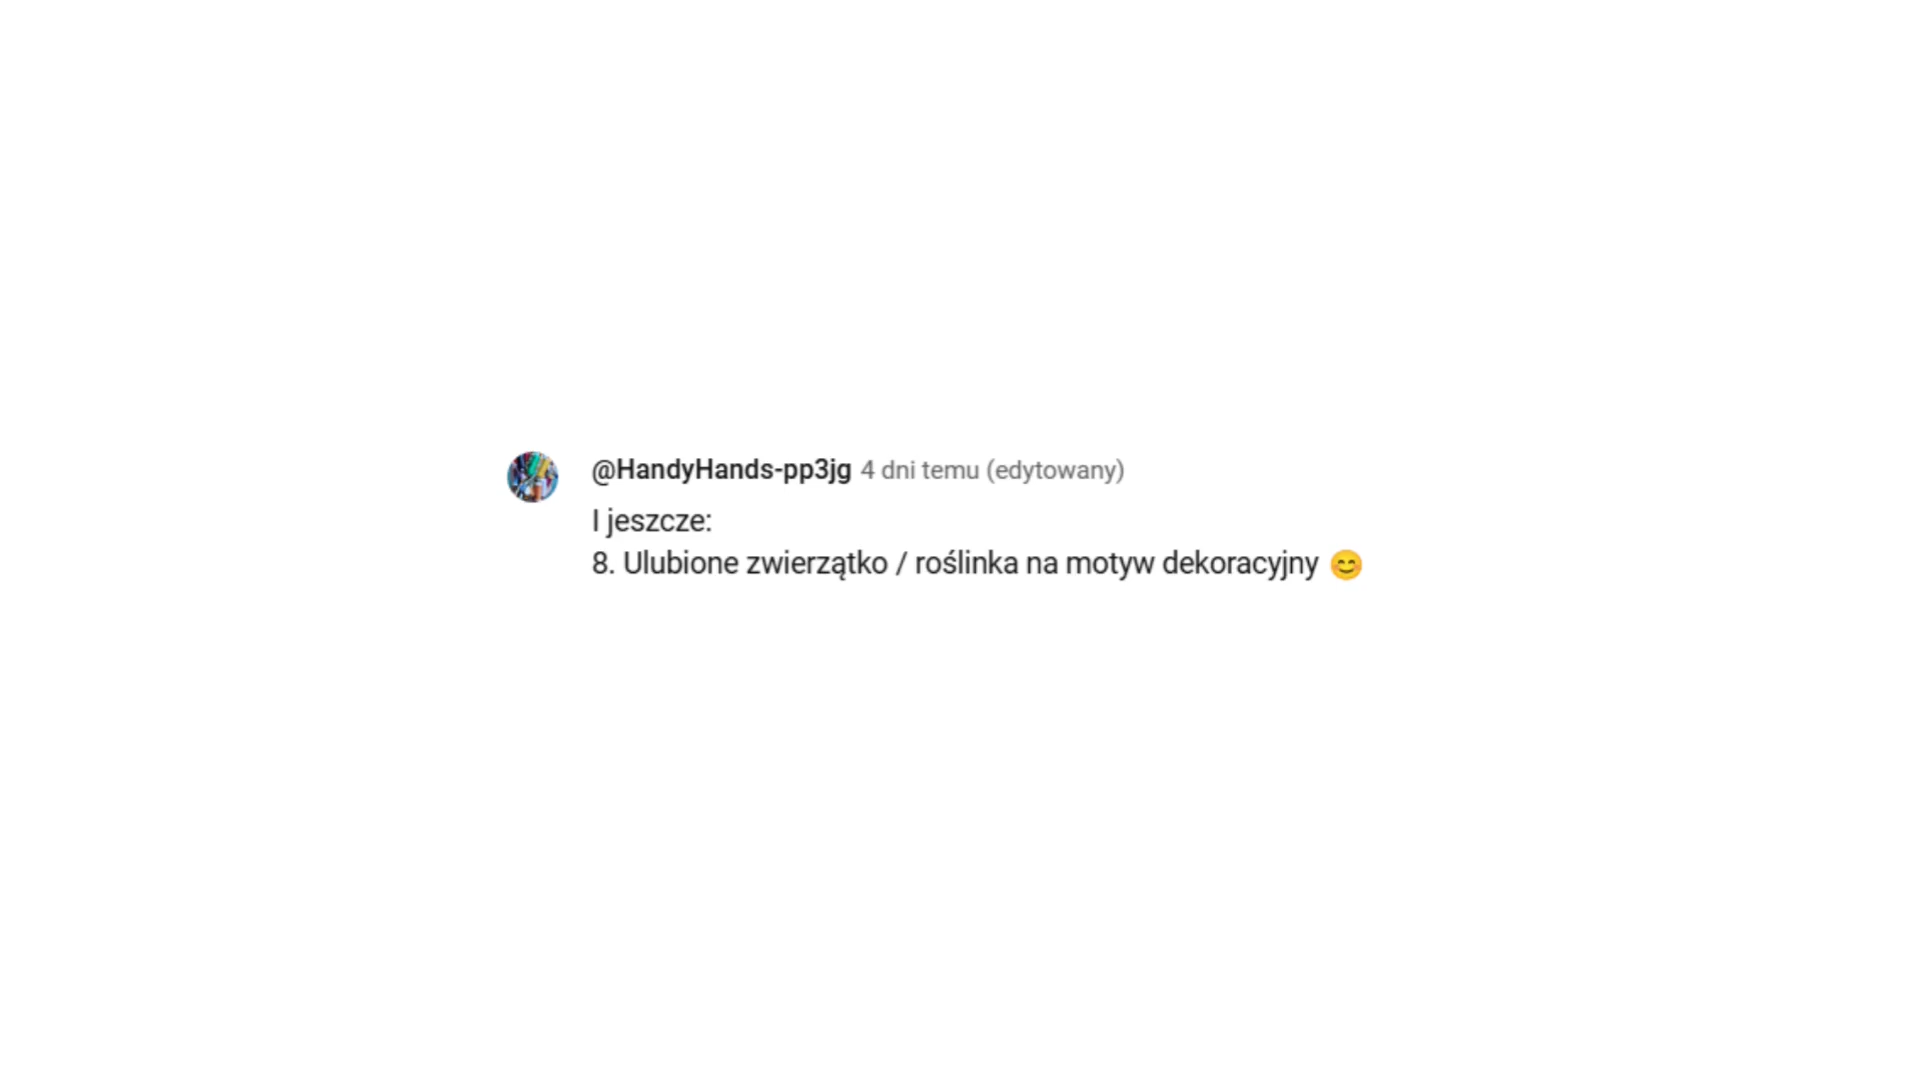 @HandyHands-pp3jg 4 dni temu (edytowany)
I jeszcze:
8. Ulubione zwierzątko / roślinka na motyw dekoracyjny 😊